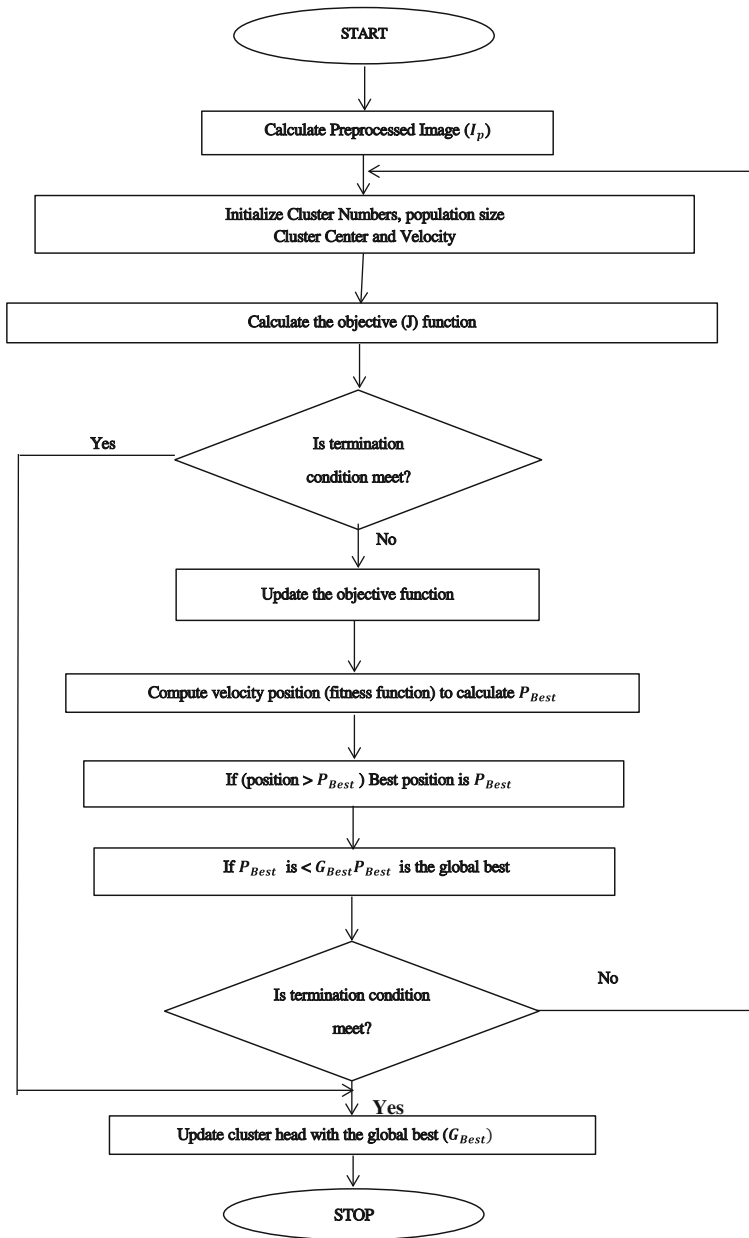 START
Calculate Preprocessed Image (I_p)
Initialize Cluster Numbers, population size
Cluster Center and Velocity
Calculate the objective (J) function
Yes
Is termination
condition meet?
No
Update the objective function
Compute velocity position (fitness function) to calculate P_Best
If (position > P_Best ) Best position is P_Best
If P_Best is < G_Best P_Best is the global best
No
Is termination condition
meet?
Yes
Update cluster head with the global best (G_Best)
STOP